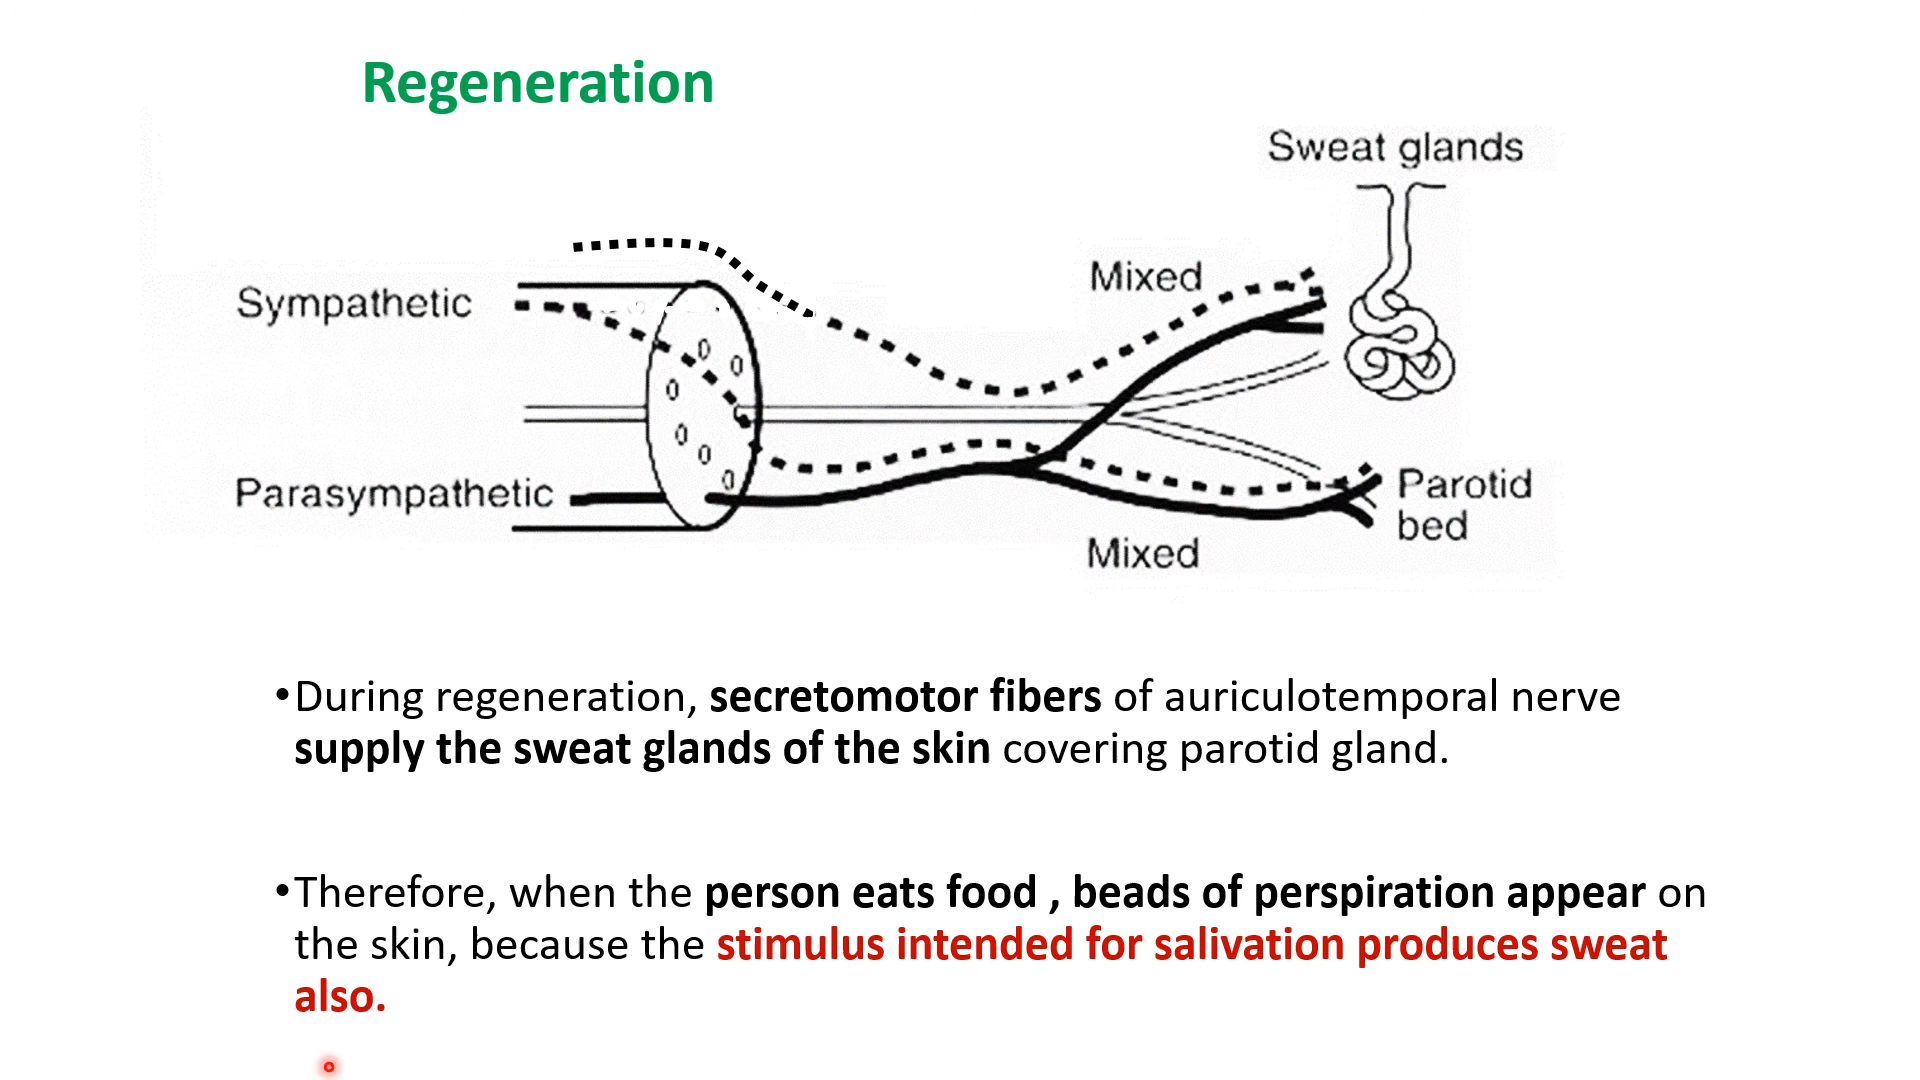 Regeneration
Sweat glands
Mixed
Sympathetic
Parasympathetic
Parotid
bed
Mixed
•During regeneration, secretomotor fibers of auriculotemporal nerve
supply the sweat glands of the skin covering parotid gland.
•Therefore, when the person eats food , beads of perspiration appear on
the skin, because the stimulus intended for salivation produces sweat
also.